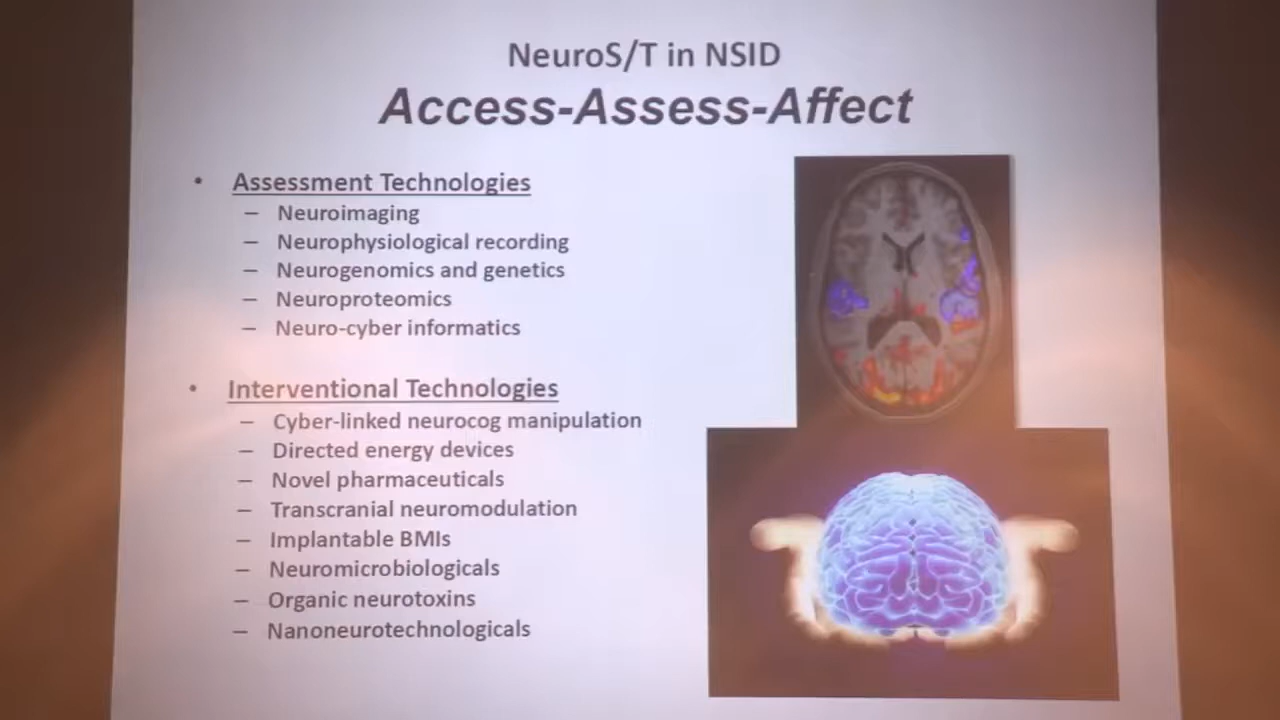 NeuroS/T in NSID
Access-Assess-Affect
• Assessment Technologies
– Neuroimaging
– Neurophysiological recording
– Neurogenomics and genetics
– Neuroproteomics
– Neuro-cyber informatics
• Interventional Technologies
– Cyber-linked neurocog manipulation
– Directed energy devices
– Novel pharmaceuticals
– Transcranial neuromodulation
– Implantable BMIs
– Neuromicrobiologicals
– Organic neurotoxins
– Nanoneurotechnologicals